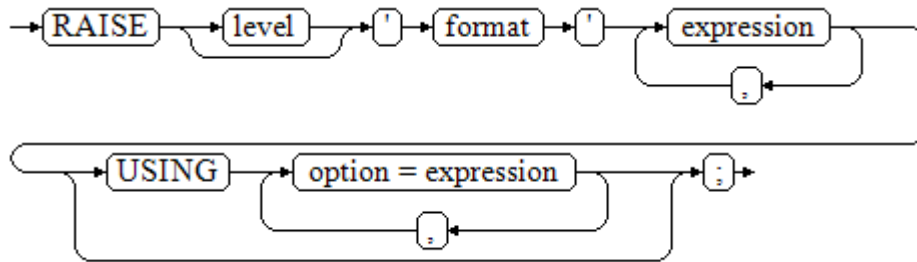 RAISE level ' format ' expression
,
USING option = expression ;
,